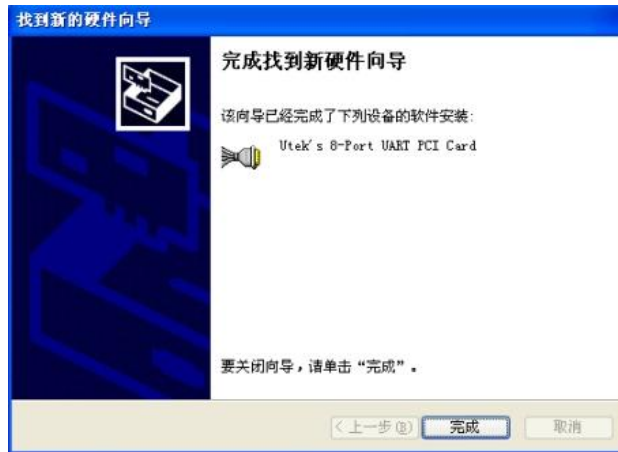 找到新的硬件向导
完成找到新硬件向导
该向导已经完成了下列设备的软件安装:
Utek's 8-Port UART PCI Card
要关闭向导，请单击“完成”。
<上一步(B)
完成
取消